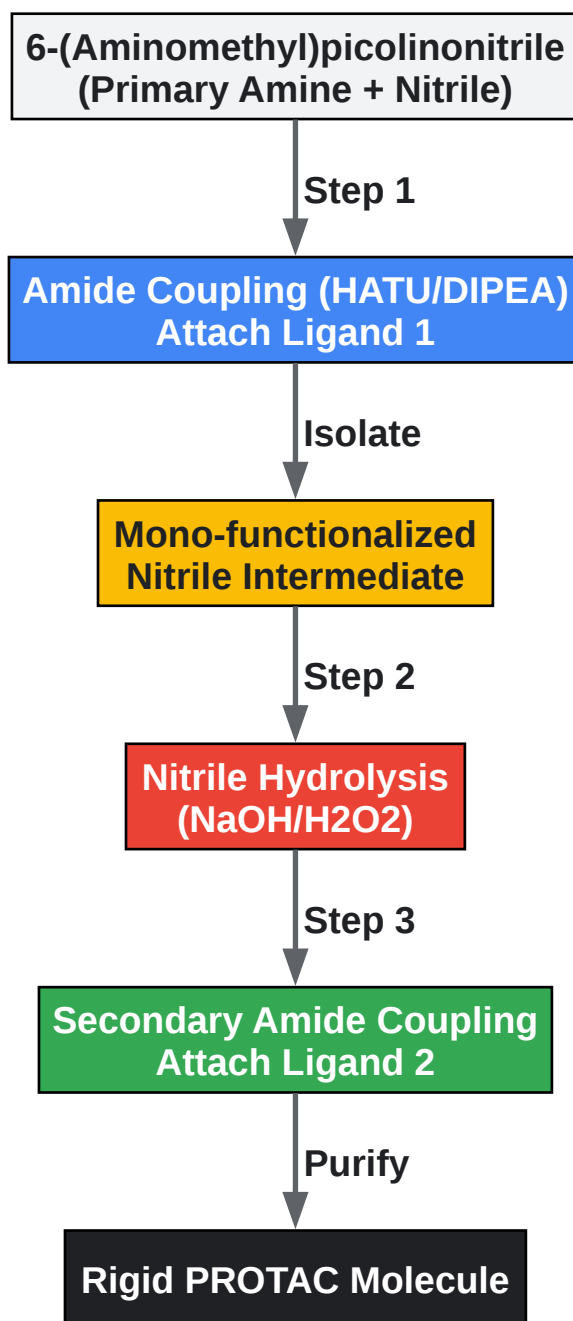 6-(Aminomethyl)picolinonitrile
(Primary Amine + Nitrile)
Step 1
Amide Coupling (HATU/DIPEA)
Attach Ligand 1
Isolate
Mono-functionalized
Nitrile Intermediate
Step 2
Nitrile Hydrolysis
(NaOH/H2O2)
Step 3
Secondary Amide Coupling
Attach Ligand 2
Purify
Rigid PROTAC Molecule